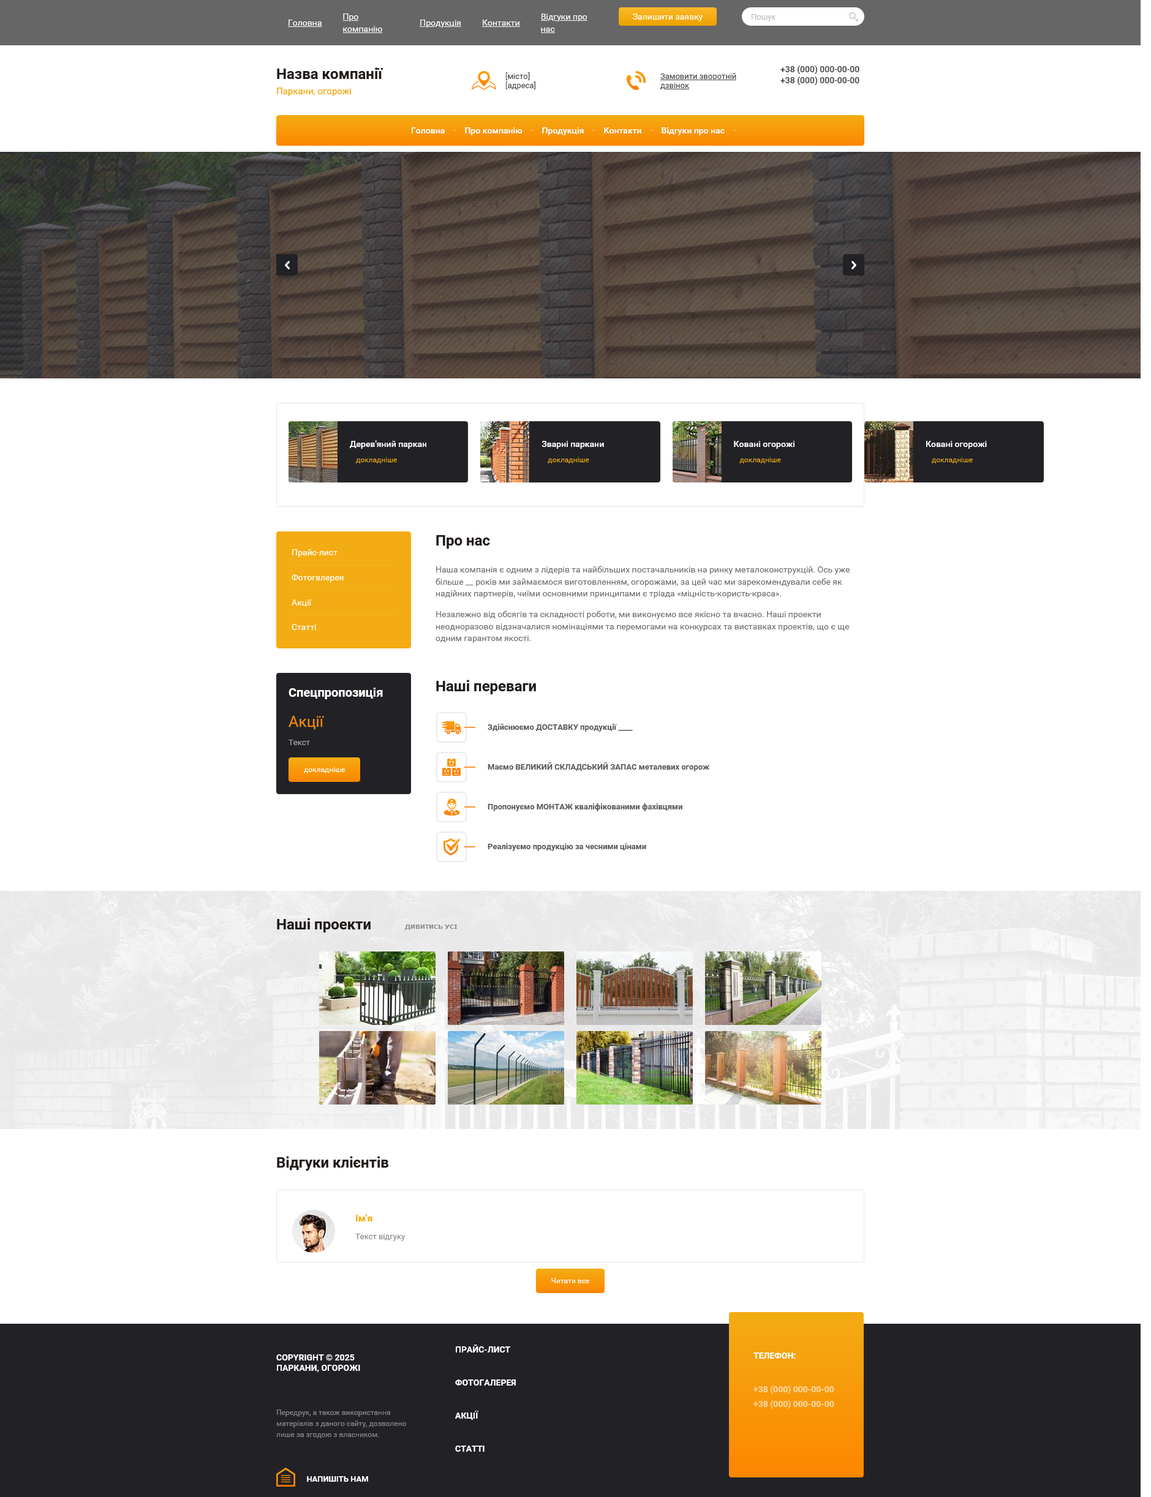 Головна
Про
компанію
Продукція
Контакти
Відгуки про
нас
Залишити заявку
Пошук
Назва компанії
Паркани, огорожі
[місто]
[адреса]
Замовити зворотній
дзвінок
+38 (000) 000-00-00
+38 (000) 000-00-00
Головна
Про компанію
Продукція
Контакти
Відгуки про нас
Дерев'яний паркан
докладніше
Зварні паркани
докладніше
Ковані огорожі
докладніше
Ковані огорожі
докладніше
Прайс-лист
Фотогалерея
Акції
Статті
Про нас
Наша компанія є одним з лідерів та найбільших постачальників на ринку металоконструкцій. Ось уже
більше __ років ми займаємося виготовленням, огорожами, за цей час ми зарекомендували себе як
надійних партнерів, чиїми основними принципами є тріада «міцність-користь-краса».
Незалежно від обсягів та складності роботи, ми виконуємо все якісно та вчасно. Наші проекти
неодноразово відзначалися номінаціями та перемогами на конкурсах та виставках проектів, що є ще
одним гарантом якості.
Спецпропозиція
Акції
Текст
докладніше
Наші переваги
Здійснюємо ДОСТАВКУ продукції ____
Маємо ВЕЛИКИЙ СКЛАДСЬКИЙ ЗАПАС металевих огорож
Пропонуємо МОНТАЖ кваліфікованими фахівцями
Реалізуємо продукцію за чесними цінами
Наші проекти
ДИВИТИСЬ УСІ
Відгуки клієнтів
Ім'я
Текст відгуку
Читати все
COPYRIGHT © 2025
ПАРКАНИ, ОГОРОЖІ
Передрук, а також використання
матеріалів з даного сайту, дозволено
лише за згодою з власником.
НАПИШІТЬ НАМ
ПРАЙС-ЛИСТ
ФОТОГАЛЕРЕЯ
АКЦІЇ
СТАТТІ
ТЕЛЕФОН:
+38 (000) 000-00-00
+38 (000) 000-00-00